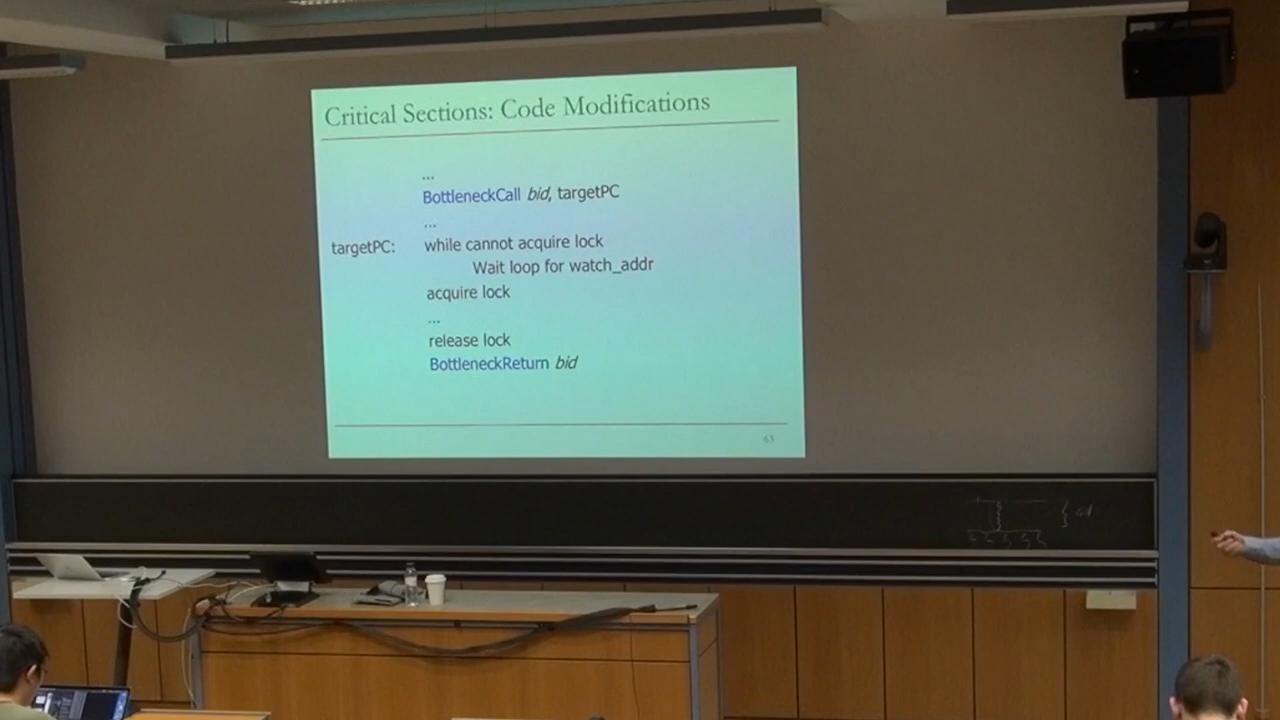 Critical Sections: Code Modifications
...
BottleneckCall bid, targetPC
...
targetPC: while cannot acquire lock
Wait loop for watch_addr
acquire lock
...
release lock
BottleneckReturn bid
63